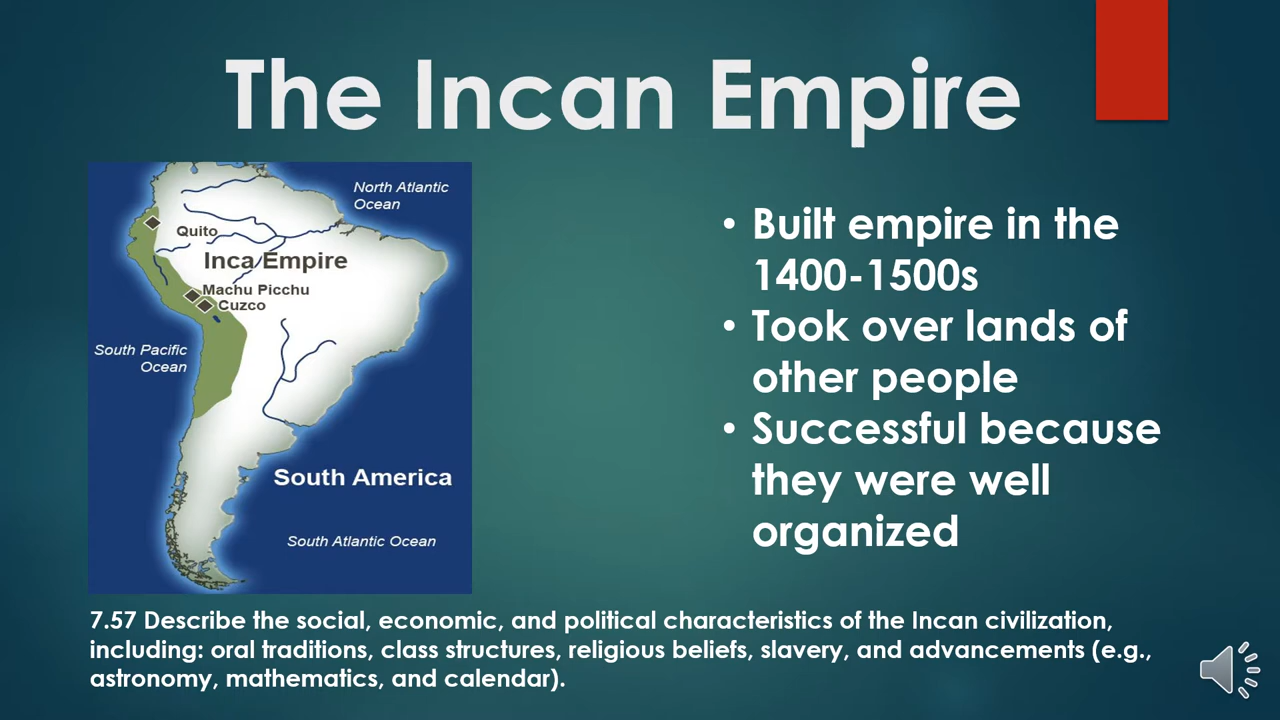 The Incan Empire
North Atlantic
Ocean
Quito
Inca Empire
Machu Picchu
Cuzco
South Pacific
Ocean
South America
South Atlantic Ocean
• Built empire in the
1400-1500s
• Took over lands of
other people
• Successful because
they were well
organized
7.57 Describe the social, economic, and political characteristics of the Incan civilization,
including: oral traditions, class structures, religious beliefs, slavery, and advancements (e.g.,
astronomy, mathematics, and calendar).